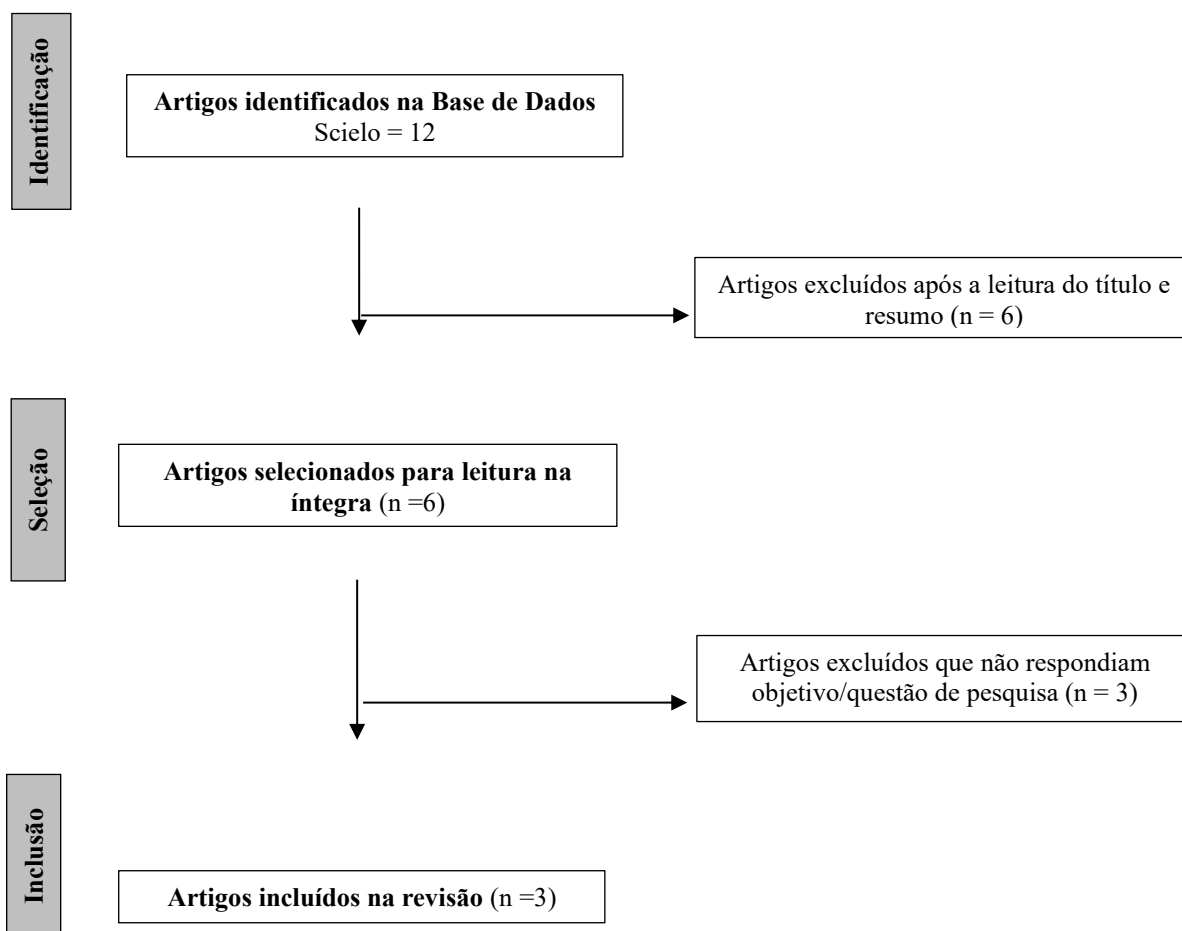 Identificação
Artigos identificados na Base de Dados
Scielo = 12
Artigos excluídos após a leitura do título e
resumo (n = 6)
Seleção
Artigos selecionados para leitura na
íntegra (n =6)
Artigos excluídos que não respondiam
objetivo/questão de pesquisa (n = 3)
Inclusão
Artigos incluídos na revisão (n =3)